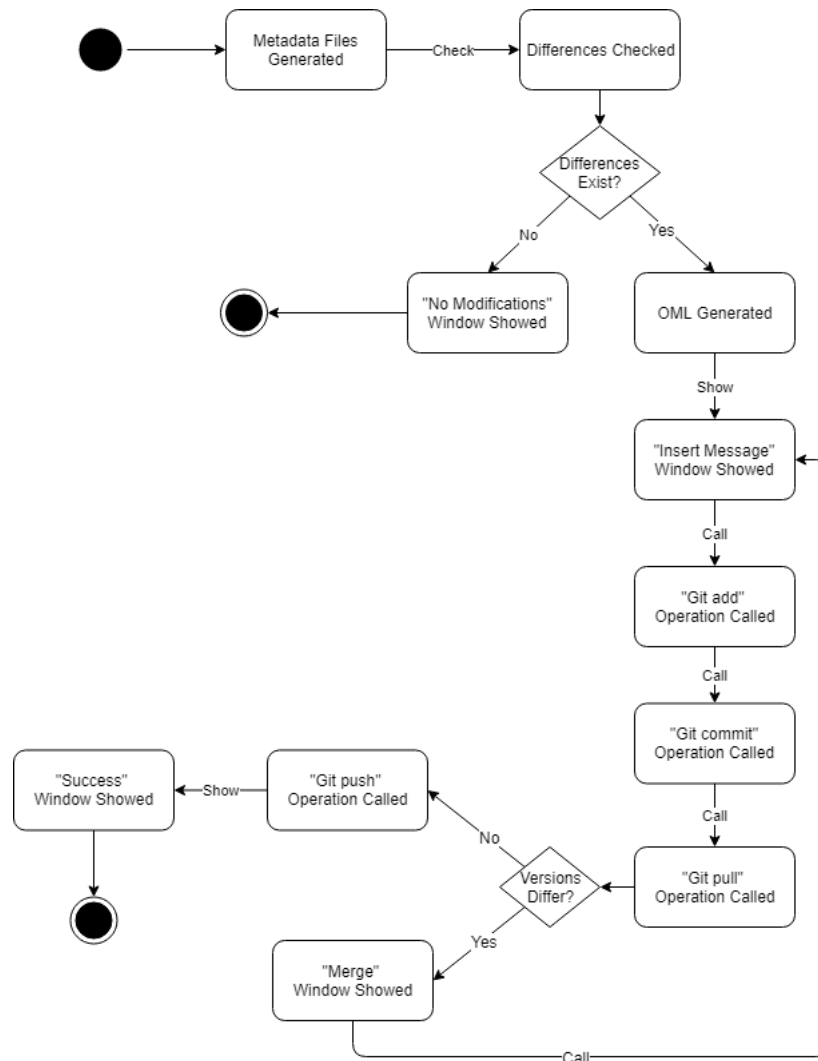 Metadata Files
Generated
Check
Differences Checked
Differences
Exist?
No
Yes
"No Modifications"
Window Showed
OML Generated
Show
"Insert Message"
Window Showed
Call
"Git add"
Operation Called
Call
"Git commit"
Operation Called
Call
"Git pull"
Operation Called
Versions
Differ?
No
"Git push"
Operation Called
Show
"Success"
Window Showed
Yes
"Merge"
Window Showed
Call